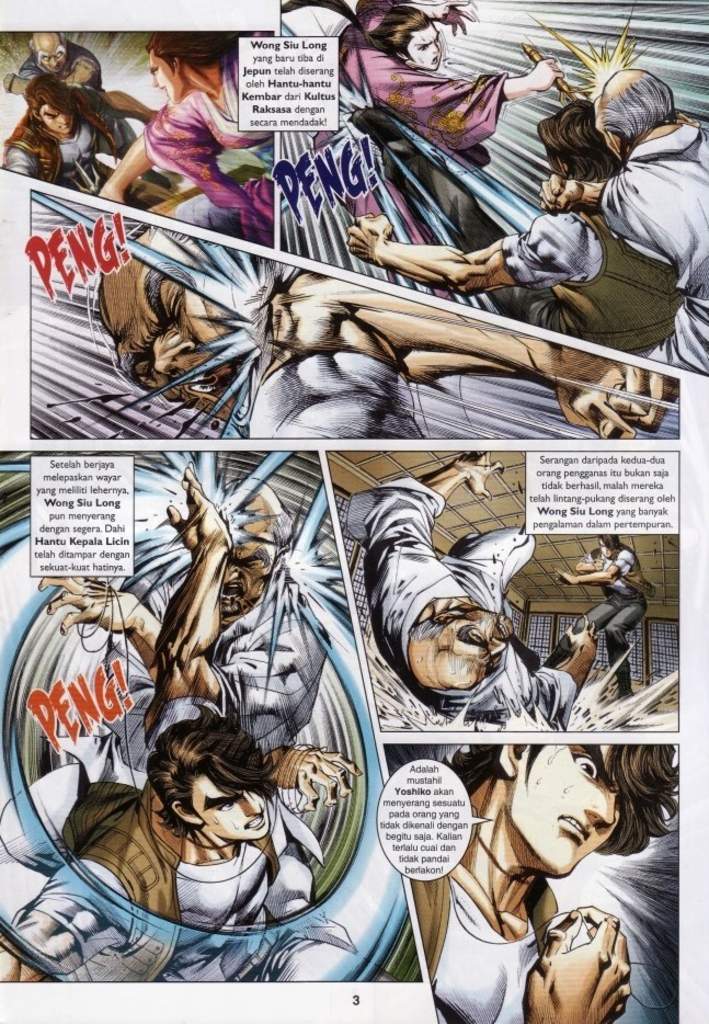 Wong Siu Long
yang baru tiba di
Jepun telah diserang
oleh Hantu-hantu
Kembar dari Kultus
Raksasa dengan
secara mendadak!
PENG!
PENG!
Setelah berjaya
melepaskan wayar
yang meliliti lehernya,
Wong Siu Long
pun menyerang
dengan segera. Dahi
Hantu Kepala Licin
telah ditampar dengan
sekuat-kuat hatinya.
PENG!
Serangan daripada kedua-dua
orang pengganas itu bukan saja
tidak berhasil, malah mereka
telah lintang-pukang diserang oleh
Wong Siu Long yang banyak
pengalaman dalam pertempuran.
Adalah
mustahil
Yoshiko akan
menyerang sesuatu
pada orang yang
tidak dikenali dengan
begitu saja. Kalian
terlalu cuai dan
tidak pandai
berlakon!
3